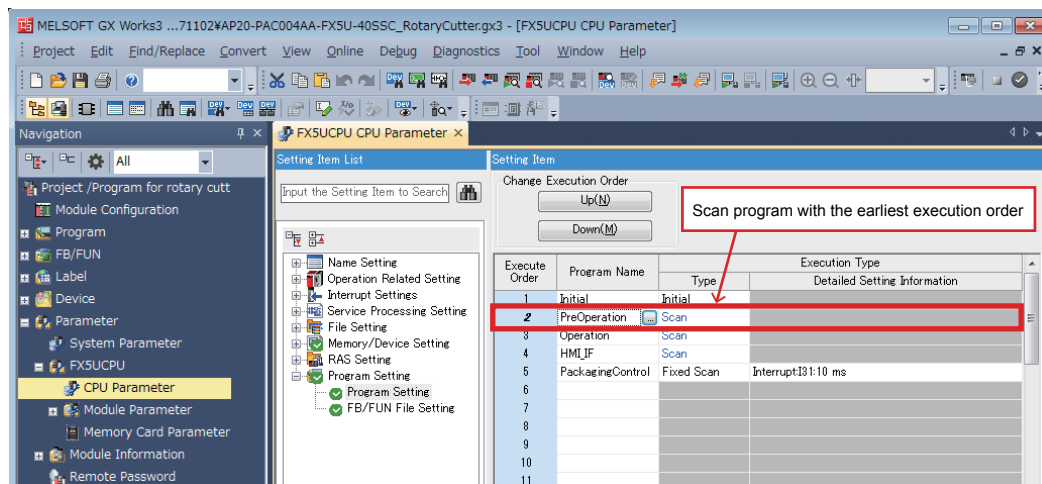 MELSOFT GX Works3 ...71102¥AP20-PAC004AA-FX5U-40SSC_RotaryCutter.gx3 - [FX5UCPU CPU Parameter]
Project Edit Find/Replace Convert View Online Debug Diagnostics Tool Window Help
Navigation
FX5UCPU CPU Parameter
All
Project /Program for rotary cutt
Module Configuration
Program
FB/FUN
Label
Device
Parameter
System Parameter
FX5UCPU
CPU Parameter
Module Parameter
Memory Card Parameter
Module Information
Remote Password
Setting Item List
Input the Setting Item to Search
Name Setting
Operation Related Setting
Interrupt Settings
Service Processing Setting
File Setting
Memory/Device Setting
RAS Setting
Program Setting
Program Setting
FB/FUN File Setting
Setting Item
Change Execution Order
Up(N)
Down(M)
Scan program with the earliest execution order
Execute Order Program Name Execution Type
Type Detailed Setting Information
1 Initial Initial
2 PreOperation ... Scan
3 Operation Scan
4 HMI_IF Scan
5 PackagingControl Fixed Scan Interrupt:I31:10 ms
6
7
8
9
10
11